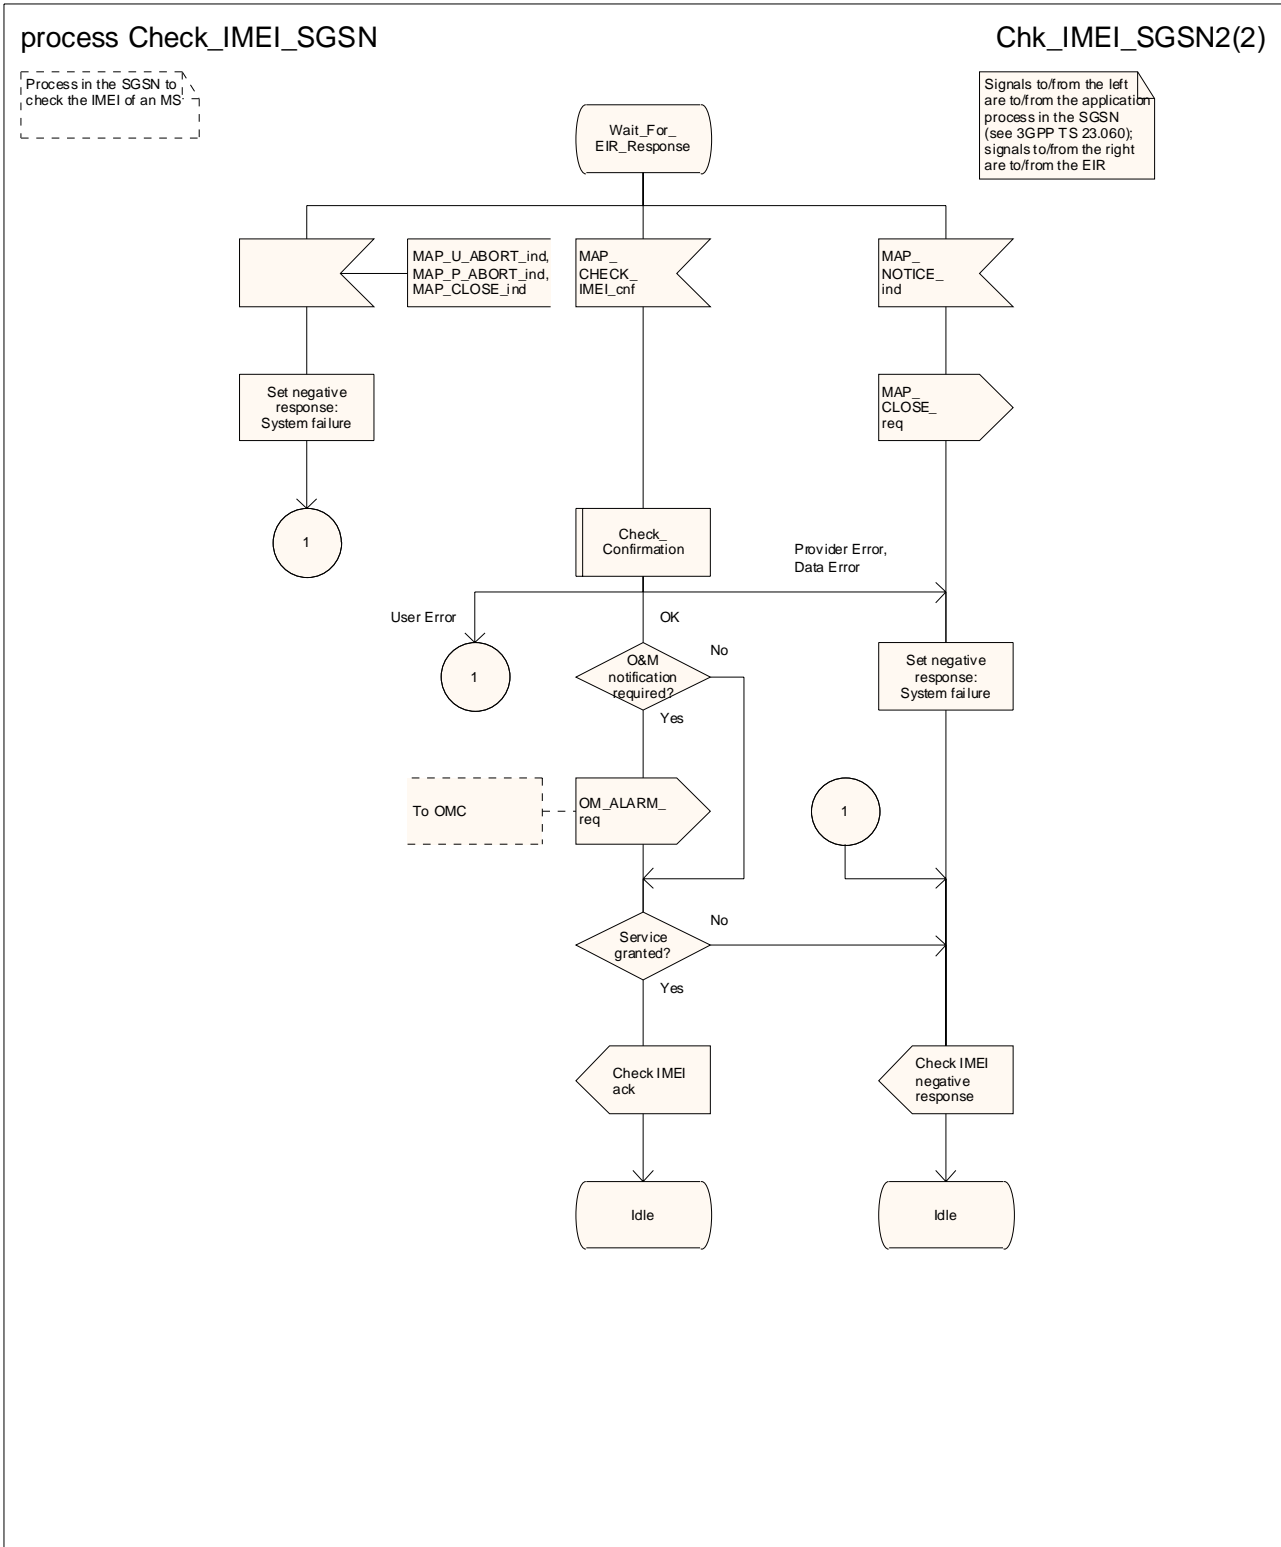 process Check_IMEI_SGSN
Chk_IMEI_SGSN2(2)
Process in the SGSN to
check the IMEI of an MS
Signals to/from the left
are to/from the application
process in the SGSN
(see 3GPP TS 23.060);
signals to/from the right
are to/from the EIR
Wait_For_
EIR_Response
MAP_U_ABORT_ind,
MAP_P_ABORT_ind,
MAP_CLOSE_ind
MAP_
CHECK_
IMEI_cnf
MAP_
NOTICE_
ind
Set negative
response:
System failure
MAP_
CLOSE_
req
1
Check_
Confirmation
Provider Error,
Data Error
User Error
OK
1
O&M
notification
required?
No
Yes
Set negative
response:
System failure
To OMC
OM_ALARM_
req
1
Service
granted?
No
Yes
Check IMEI
ack
Check IMEI
negative
response
Idle
Idle